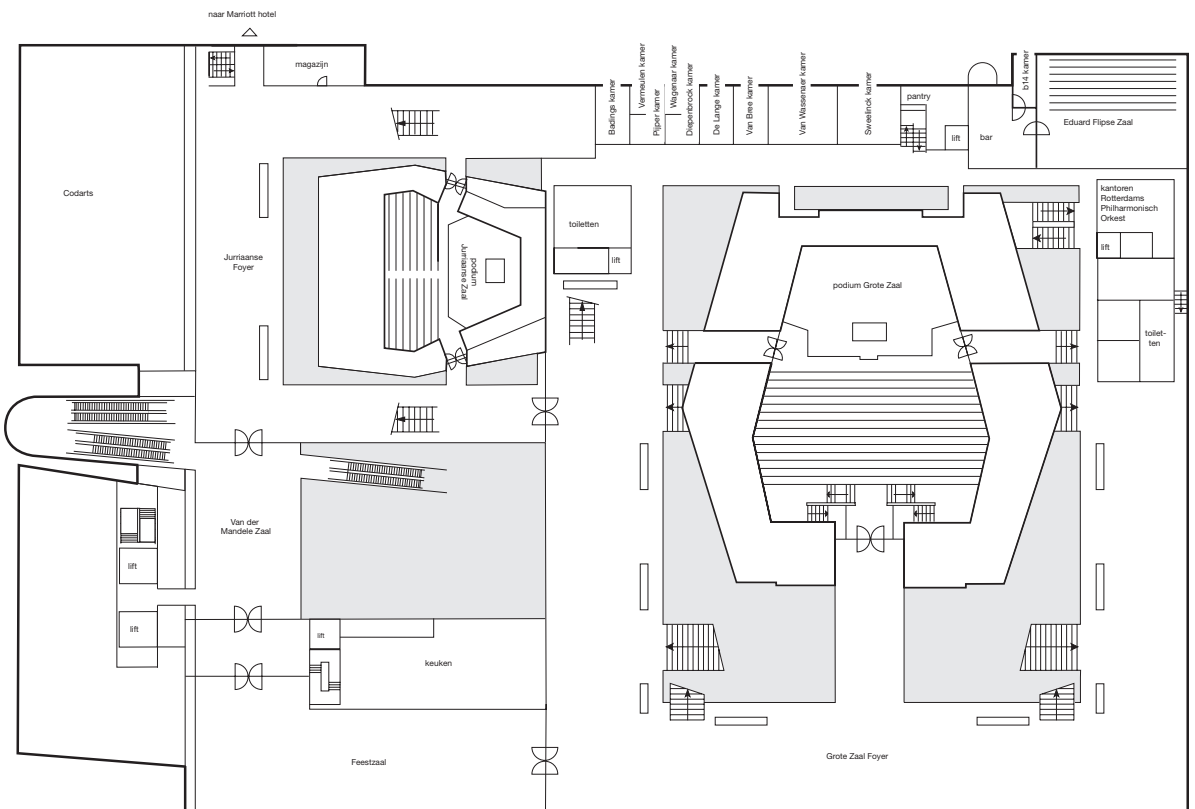 naar Marriott hotel
magazijn
Badings kamer
Vermeulen kamer
Pijper kamer
Wagenaar kamer
Diepenbrock kamer
De Lange kamer
Van Bree kamer
Van Wassenaer kamer
Sweelinck kamer
pantry
lift
bar
b14 kamer
Eduard Flipse Zaal
Codarts
Jurriaanse
Foyer
podium
Jurriaanse Zaal
toiletten
lift
podium Grote Zaal
kantoren
Rotterdams
Philharmonisch
Orkest
lift
toilet-
ten
Van der
Mandele Zaal
lift
lift
lift
keuken
Feestzaal
Grote Zaal Foyer